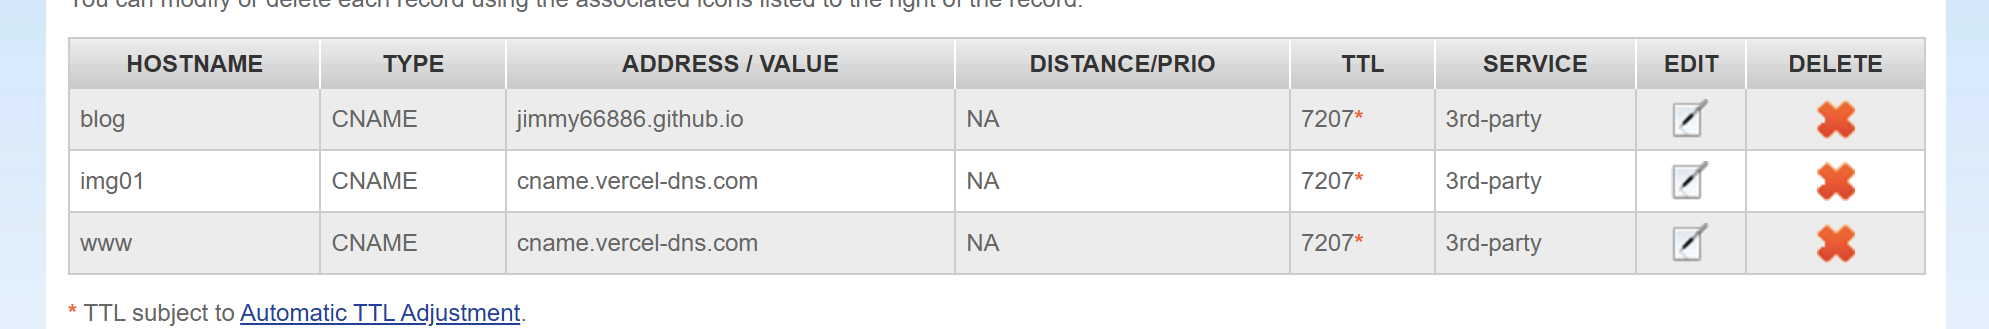 You can modify or delete each record using the associated icons listed to the right of the record.
HOSTNAME TYPE ADDRESS / VALUE DISTANCE/PRIO TTL SERVICE EDIT DELETE
blog CNAME jimmy66886.github.io NA 7207* 3rd-party
img01 CNAME cname.vercel-dns.com NA 7207* 3rd-party
www CNAME cname.vercel-dns.com NA 7207* 3rd-party
* TTL subject to Automatic TTL Adjustment.